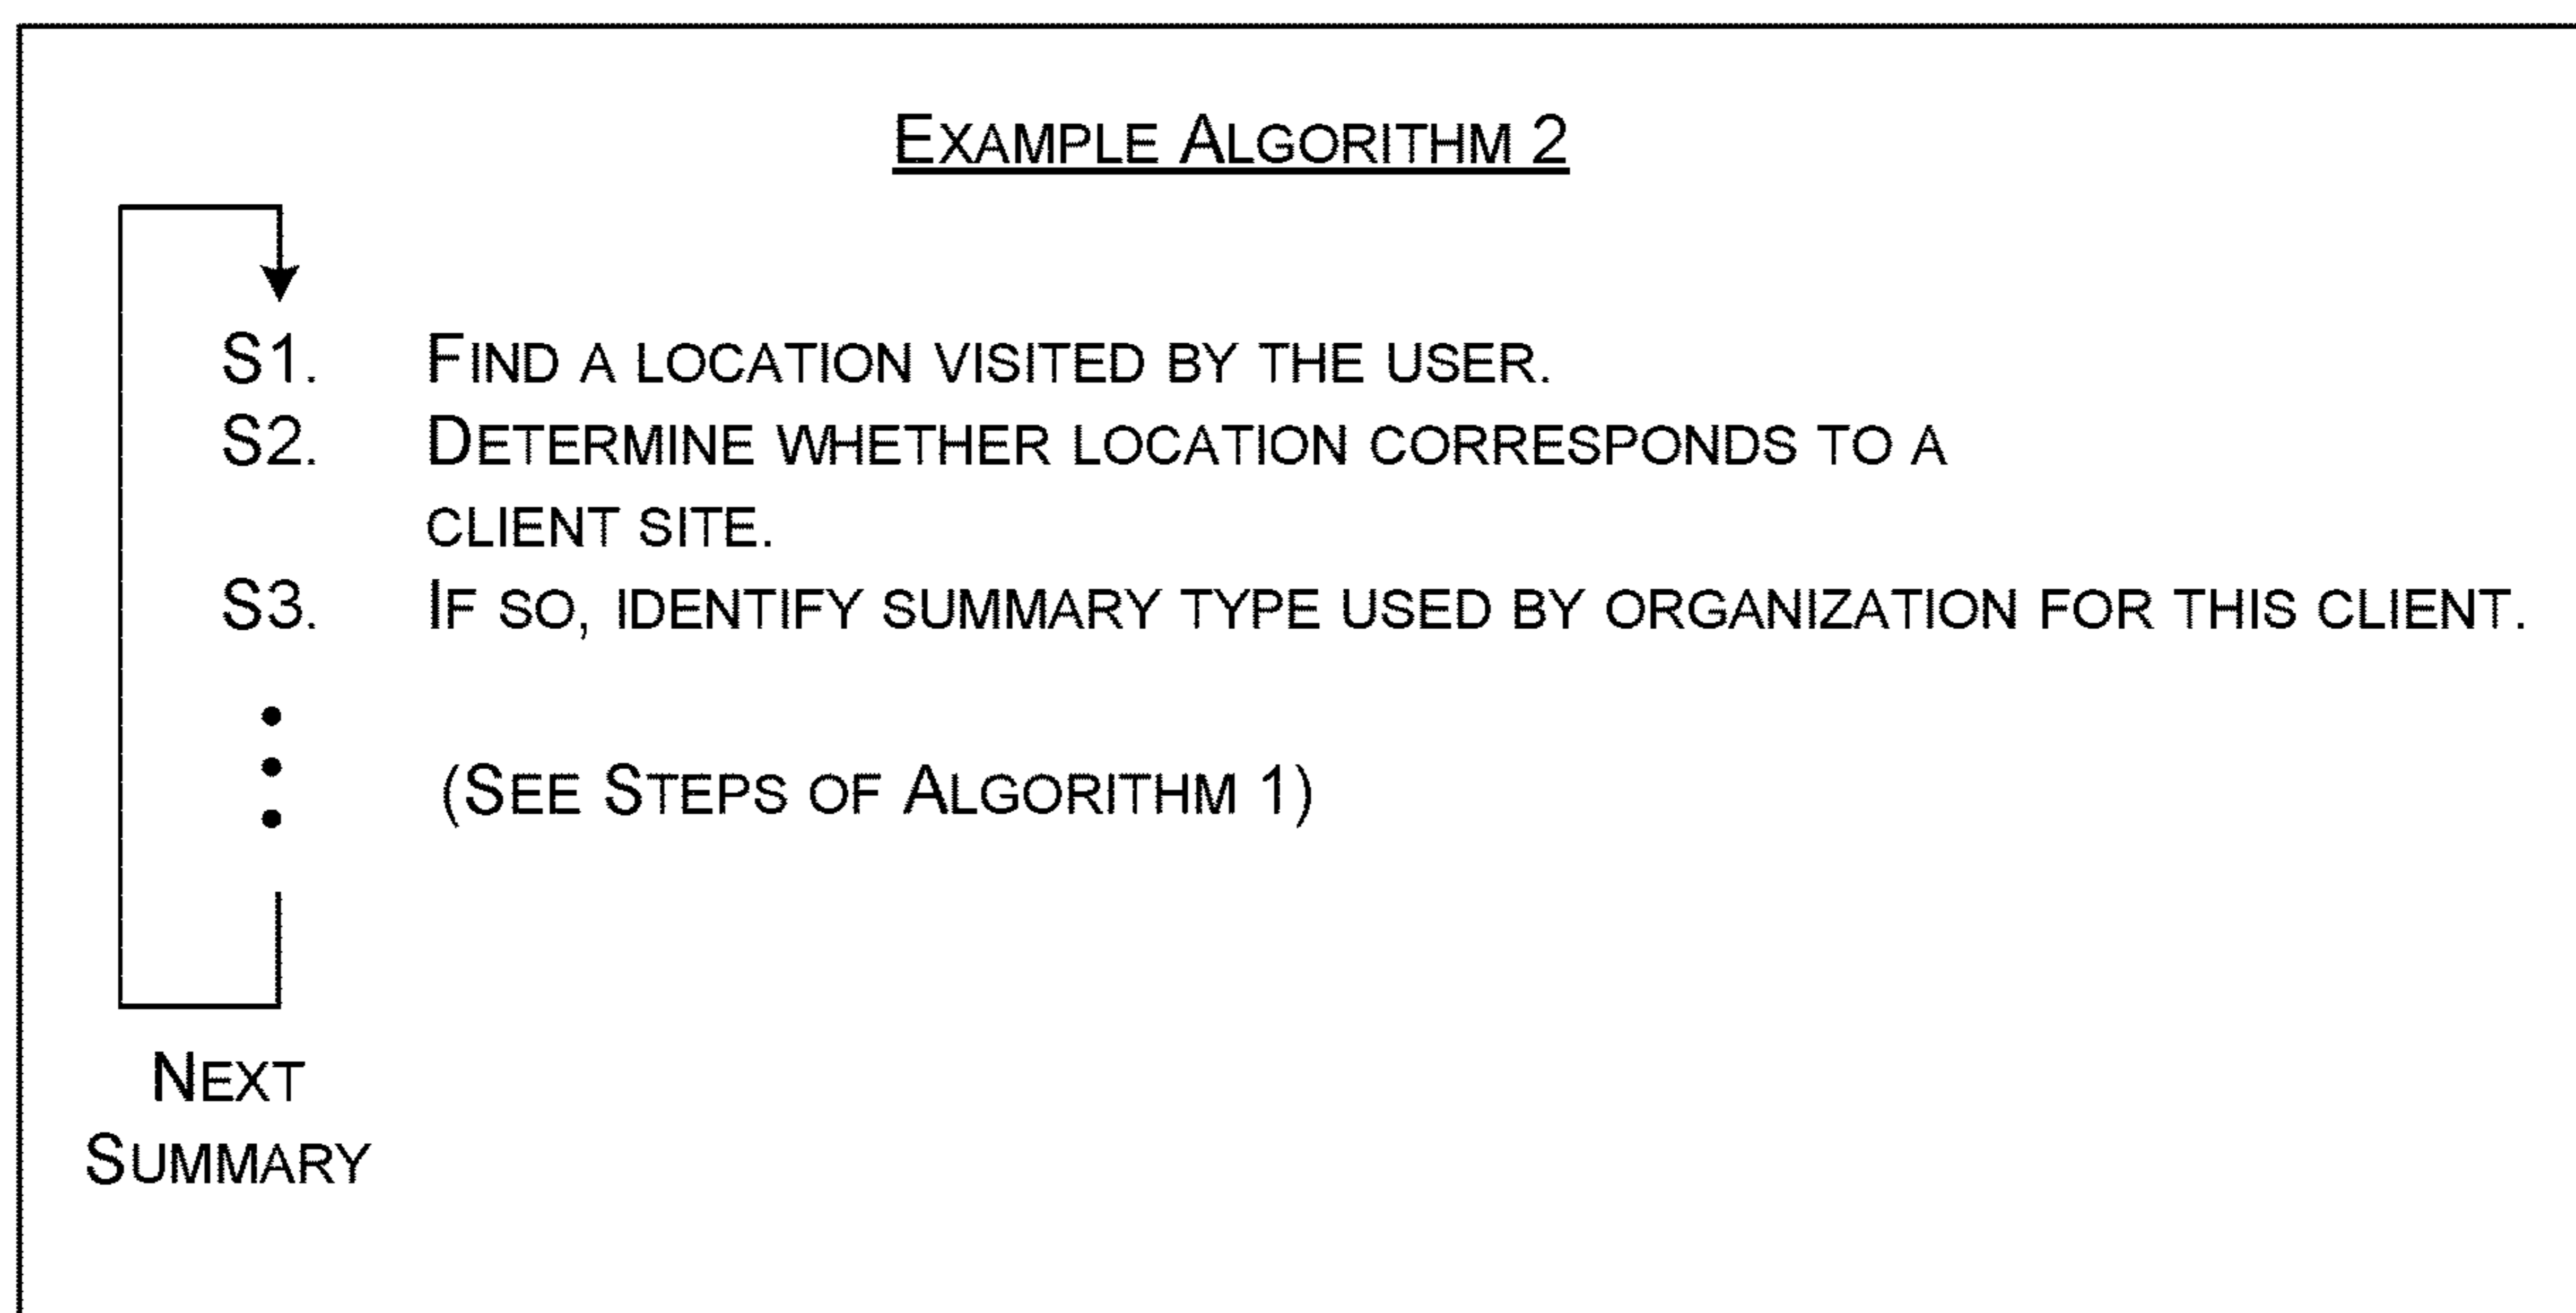 EXAMPLE ALGORITHM 2
S1. FIND A LOCATION VISITED BY THE USER.
S2. DETERMINE WHETHER LOCATION CORRESPONDS TO A
CLIENT SITE.
S3. IF SO, IDENTIFY SUMMARY TYPE USED BY ORGANIZATION FOR THIS CLIENT.
(SEE STEPS OF ALGORITHM 1)
NEXT
SUMMARY